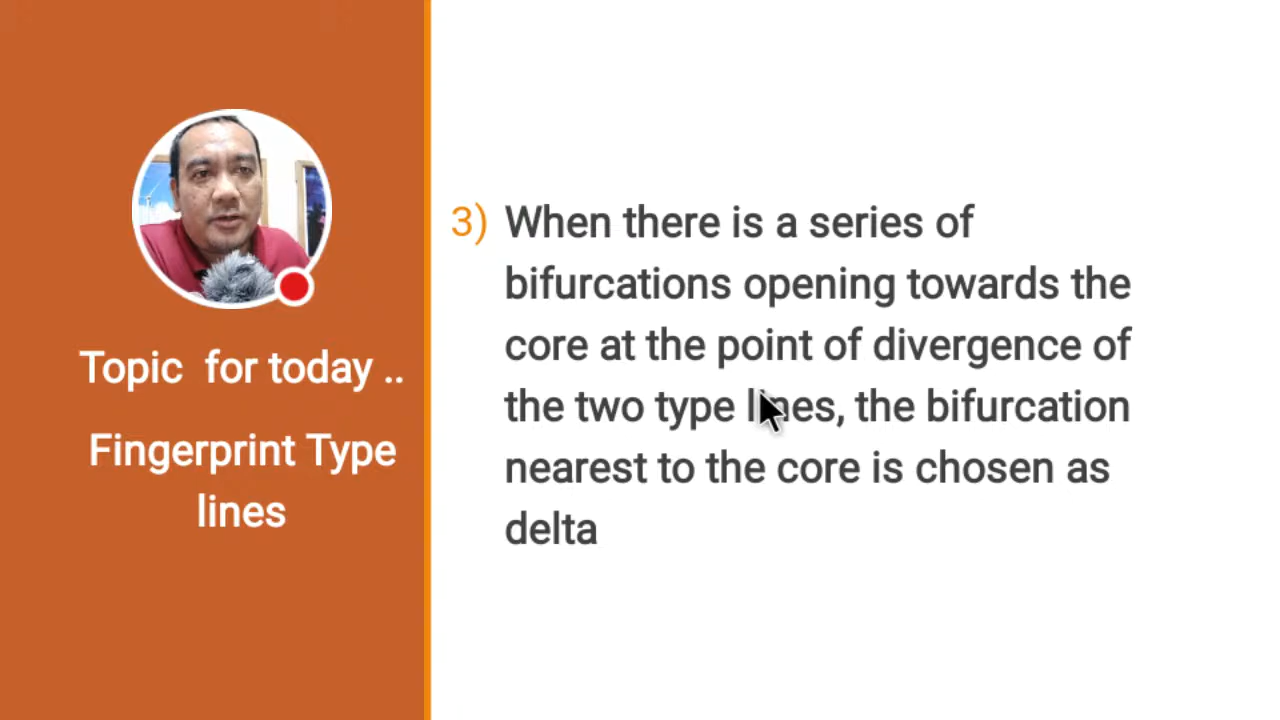 Topic for today ..
Fingerprint Type
lines
3) When there is a series of
bifurcations opening towards the
core at the point of divergence of
the two type lines, the bifurcation
nearest to the core is chosen as
delta